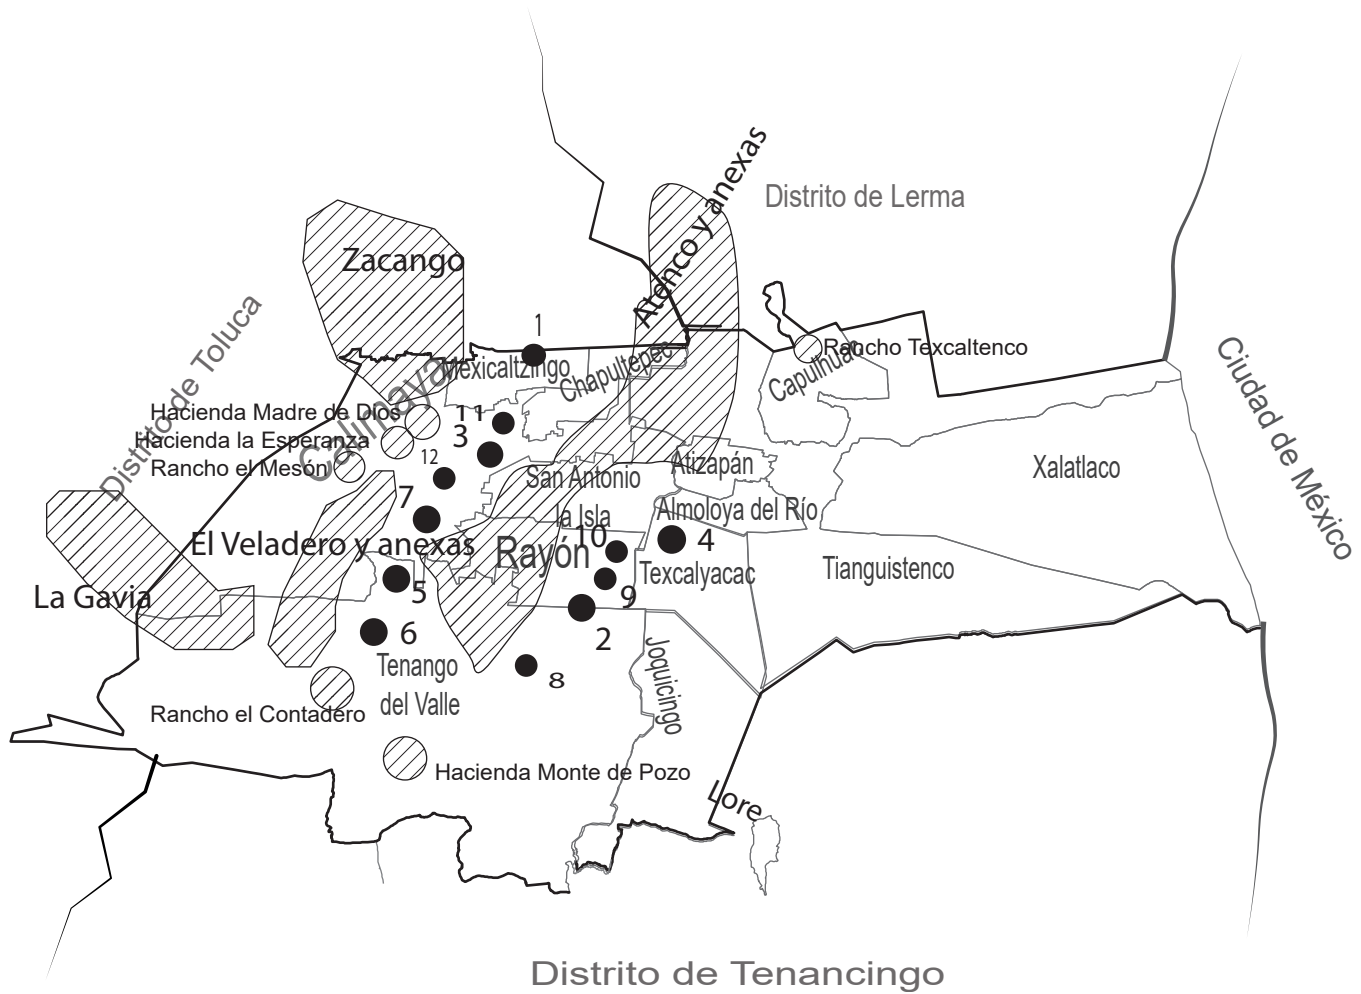 Atenco y anexas
Distrito de Lerma
Zacango
Distrito de Toluca
1
Mexicaltzingo
Chapultepec
Capulhuac
Rancho Texcaltenco
Ciudad de México
Calimaya
Hacienda Madre de Dios
11
Hacienda la Esperanza
3
Rancho el Mesón
12
San Antonio
la Isla
Atizapán
Xalatlaco
7
Almoloya del Río
El Veladero y anexas
Rayón
10
4
Texcalyacac
Tianguistenco
La Gavia
5
9
6
2
Tenango
del Valle
8
Joquicingo
Rancho el Contadero
Hacienda Monte de Pozo
Lore
Distrito de Tenancingo